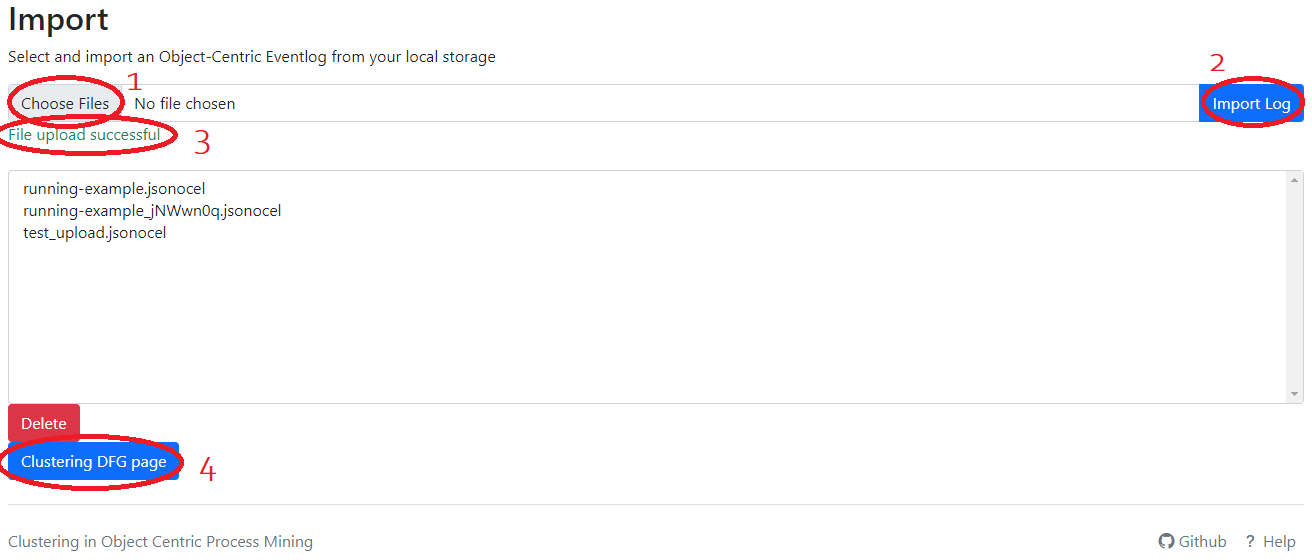 Import
Select and import an Object-Centric Eventlog from your local storage
1
2
Choose Files No file chosen Import Log
File upload successful 3
running-example.jsonocel
running-example_jNWwn0q.jsonocel
test_upload.jsonocel
Delete
Clustering DFG page 4
Clustering in Object Centric Process Mining Github ? Help